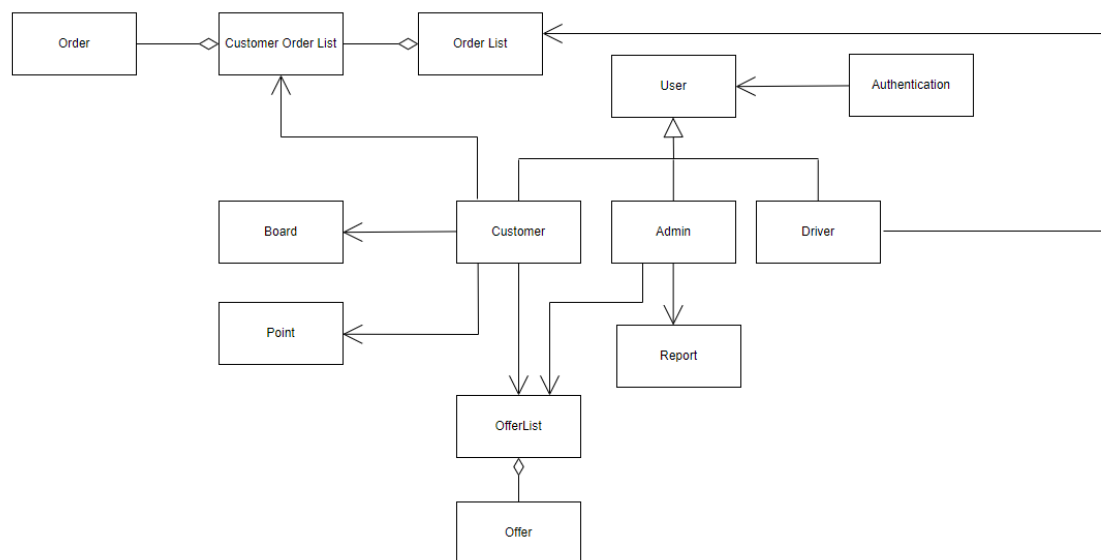 Order
Customer Order List
Order List
User
Authentication
Board
Customer
Admin
Driver
Point
Report
OfferList
Offer